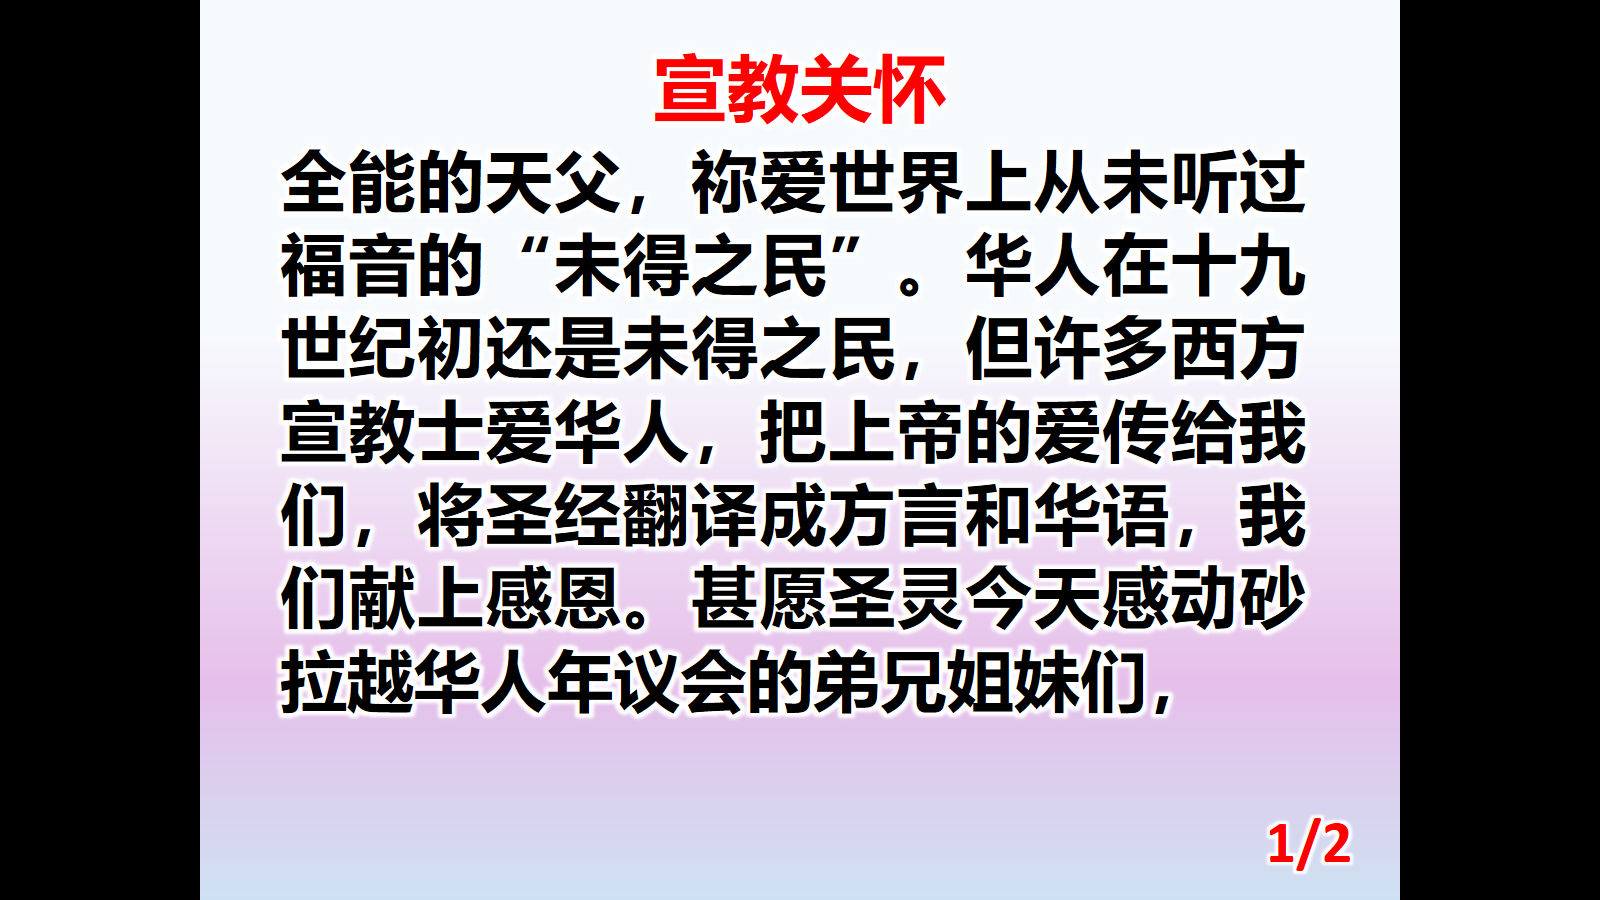 宣教关怀
全能的天父，祢爱世界上从未听过
福音的“未得之民”。华人在十九
世纪初还是未得之民，但许多西方
宣教士爱华人，把上帝的爱传给我
们，将圣经翻译成方言和华语，我
们献上感恩。甚愿圣灵今天感动砂
拉越华人年议会的弟兄姐妹们，
1/2